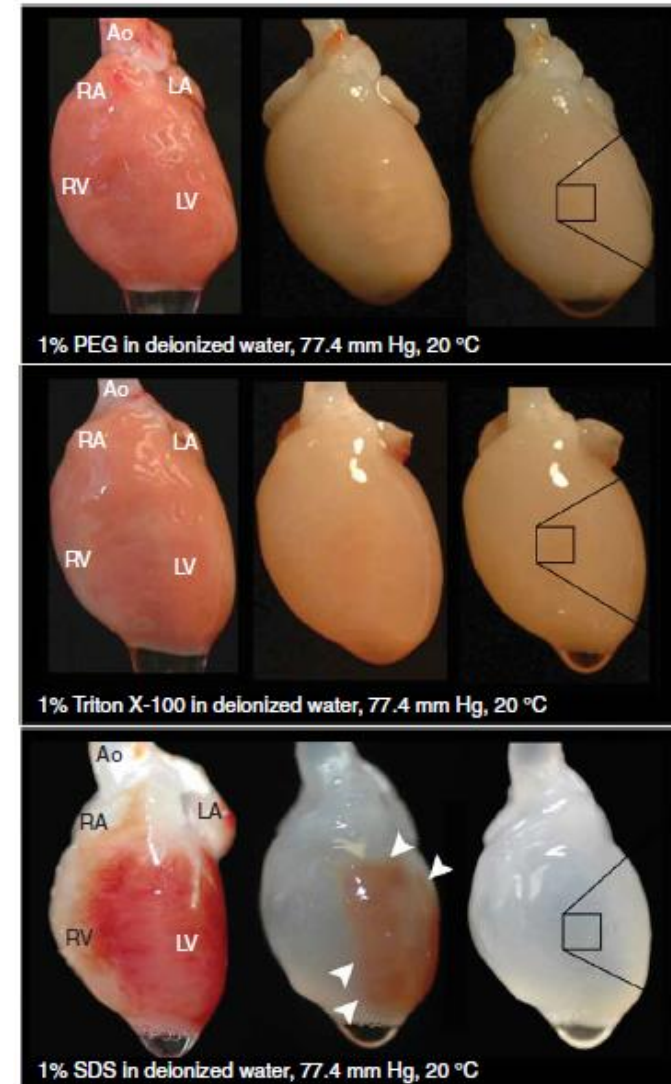 Ao
RA LA
RV LV
1% PEG in deionized water, 77.4 mm Hg, 20 °C
Ao
RA LA
RV LV
1% Triton X-100 in deionized water, 77.4 mm Hg, 20 °C
Ao
RA LA
RV LV
1% SDS in deionized water, 77.4 mm Hg, 20 °C